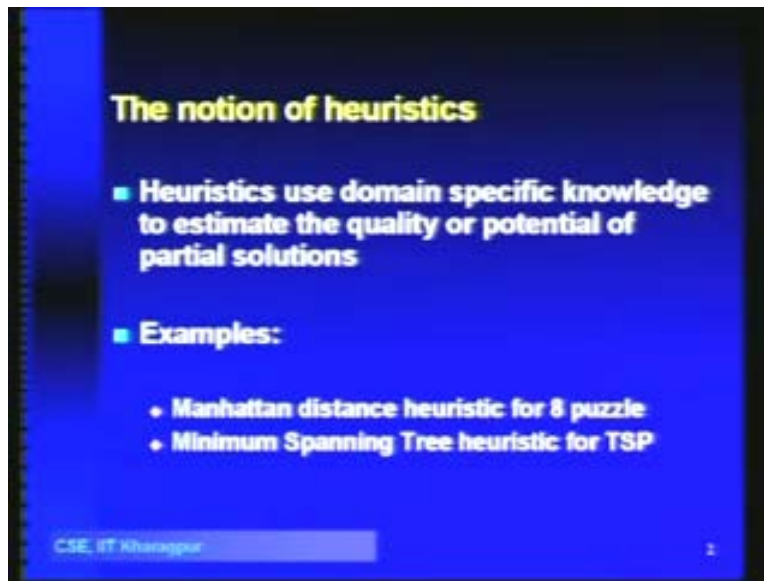 The notion of heuristics
Heuristics use domain specific knowledge
to estimate the quality or potential of
partial solutions
Examples:
Manhattan distance heuristic for 8 puzzle
Minimum Spanning Tree heuristic for TSP
CSE, IIT Kharagpur
2